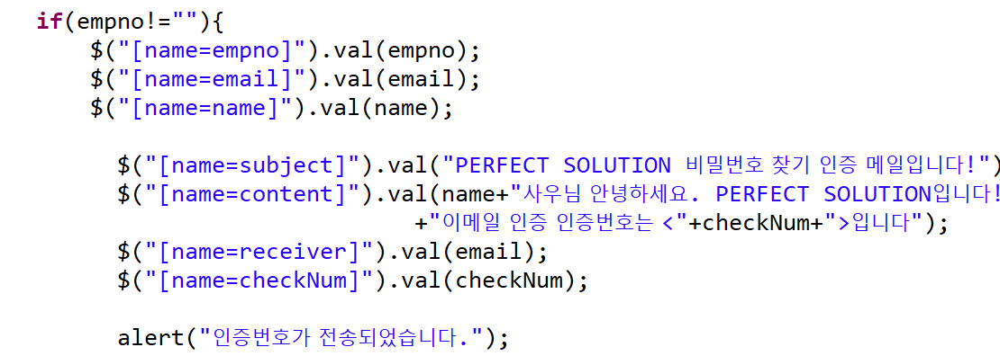 if(empno!=""){
$("[name=empno]").val(empno);
$("[name=email]").val(email);
$("[name=name]").val(name);
$("[name=subject]").val("PERFECT SOLUTION 비밀번호 찾기 인증 메일입니다!")
$("[name=content]").val(name+"사우님 안녕하세요. PERFECT SOLUTION입니다!
+"이메일 인증 인증번호는 <"+checkNum+">입니다");
$("[name=receiver]").val(email);
$("[name=checkNum]").val(checkNum);
alert("인증번호가 전송되었습니다.");